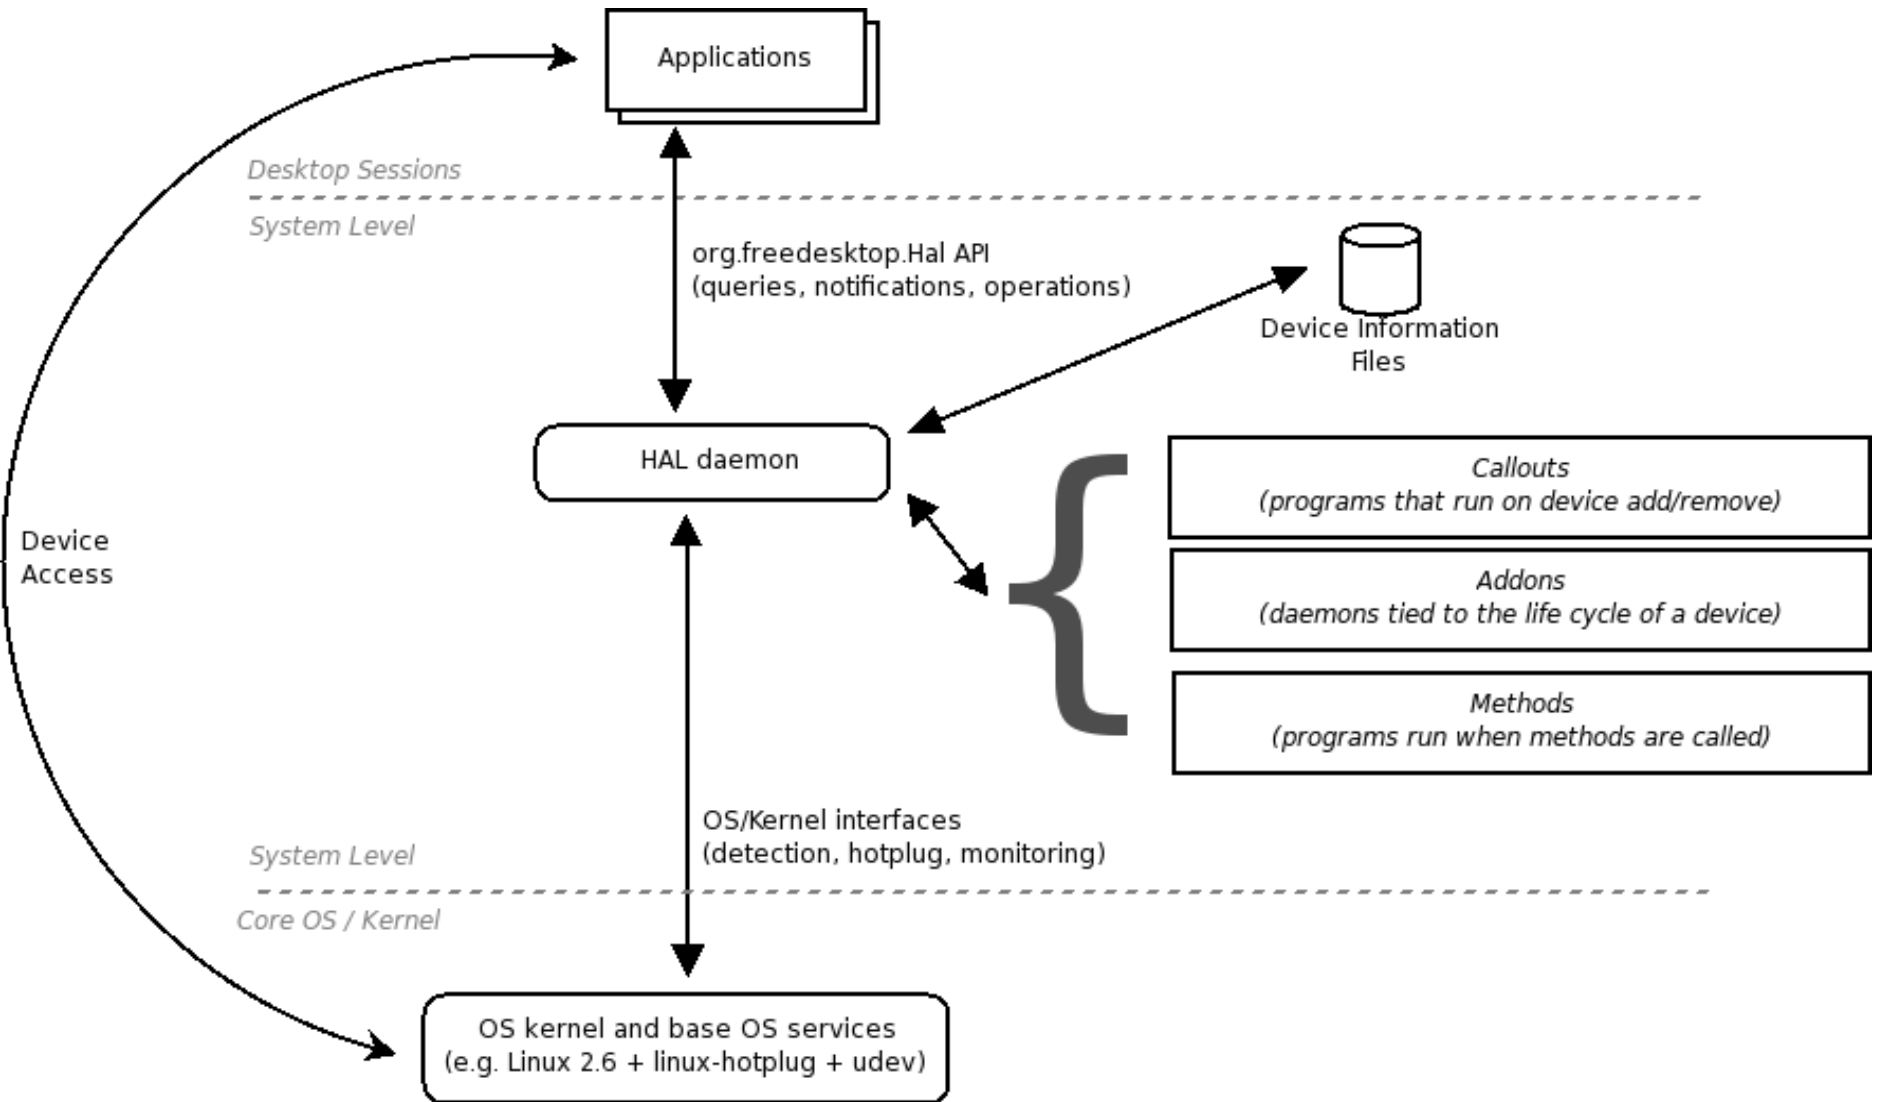 Applications
Desktop Sessions
System Level
org.freedesktop.Hal API
(queries, notifications, operations)
Device Information
Files
HAL daemon
Callouts
(programs that run on device add/remove)
Device
Access
Addons
(daemons tied to the life cycle of a device)
Methods
(programs run when methods are called)
OS/Kernel interfaces
(detection, hotplug, monitoring)
System Level
Core OS / Kernel
OS kernel and base OS services
(e.g. Linux 2.6 + linux-hotplug + udev)